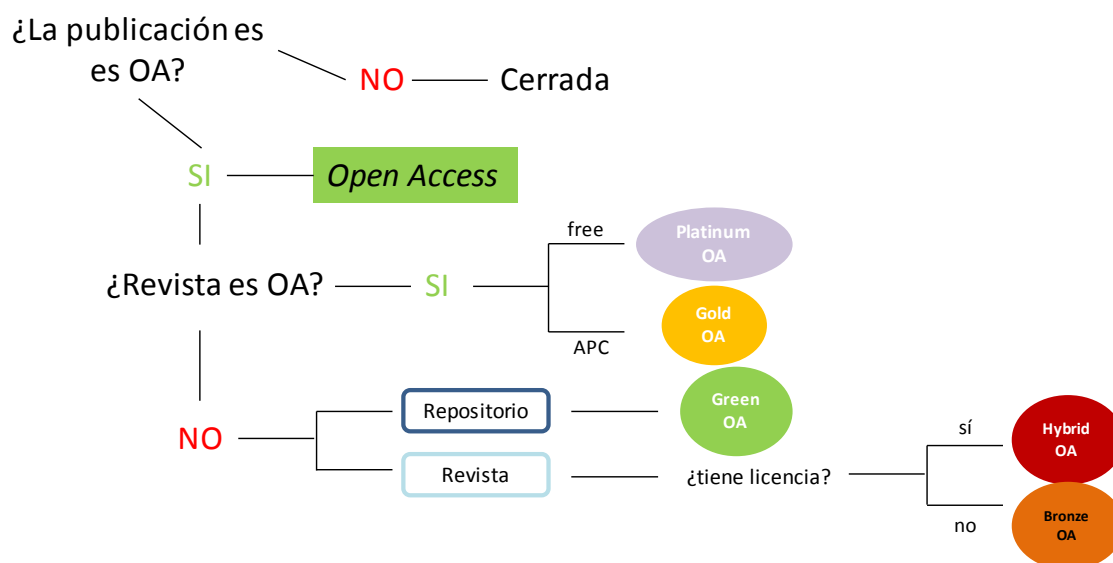 ¿La publicación es
es OA?
NO
Cerrada
SI
Open Access
¿Revista es OA?
SI
free
Platinum
OA
APC
Gold
OA
NO
Repositorio
Green
OA
Revista
¿tiene licencia?
sí
Hybrid
OA
no
Bronze
OA